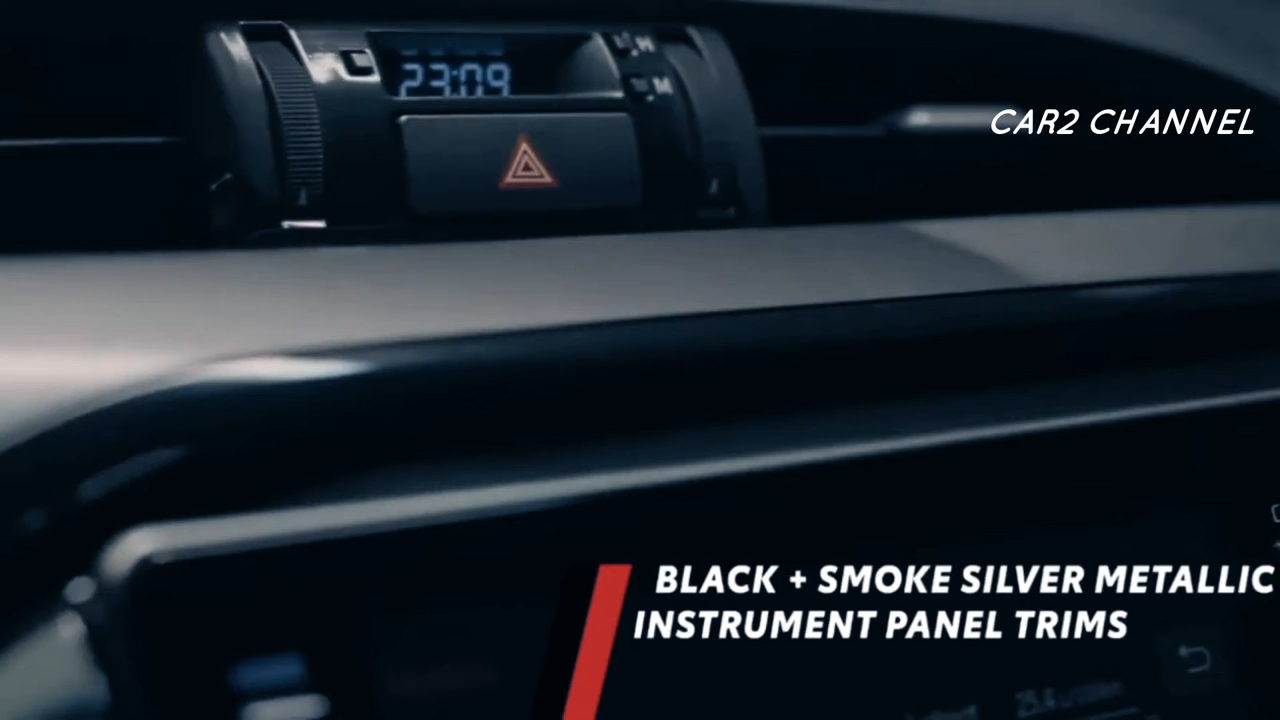 23:09
H
M
CAR2 CHANNEL
BLACK + SMOKE SILVER METALLIC
INSTRUMENT PANEL TRIMS